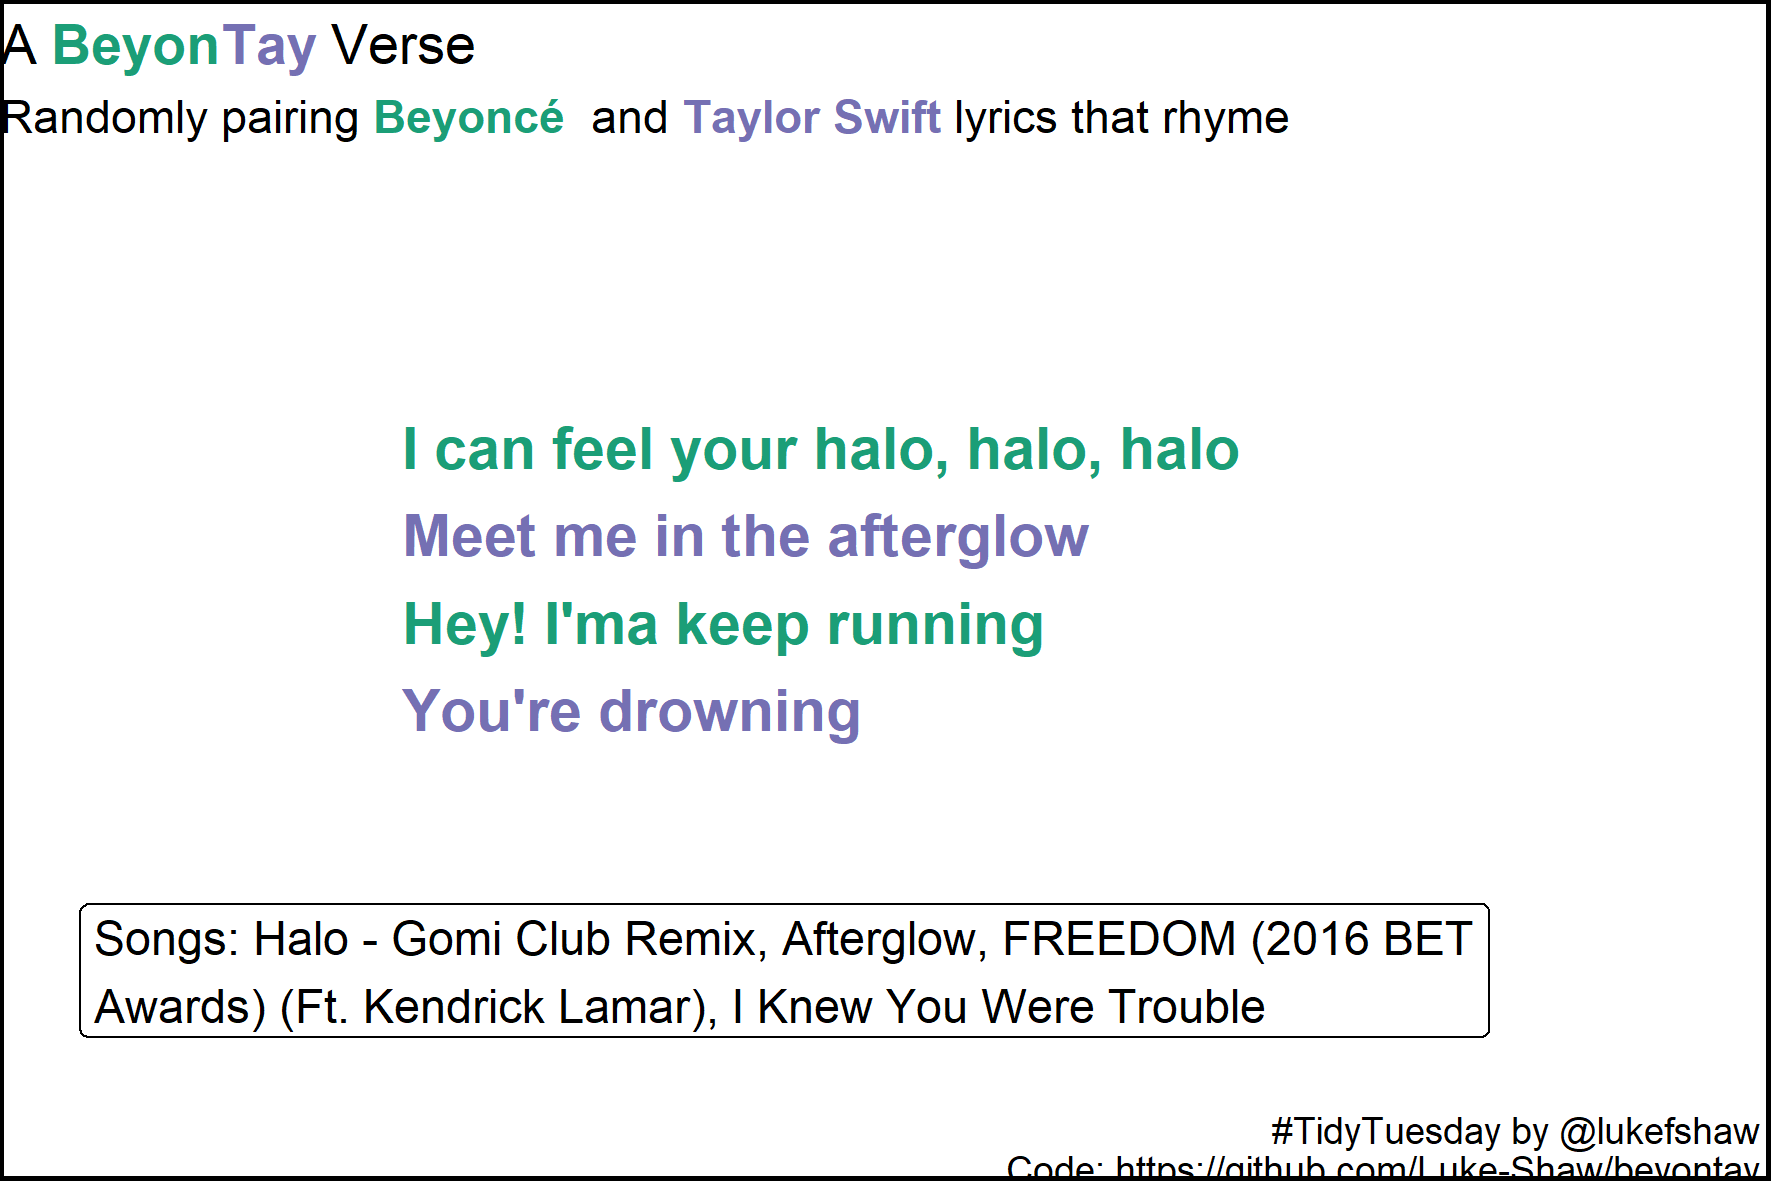 A BeyonTay Verse
Randomly pairing Beyoncé and Taylor Swift lyrics that rhyme
I can feel your halo, halo, halo
Meet me in the afterglow
Hey! I'ma keep running
You're drowning
Songs: Halo - Gomi Club Remix, Afterglow, FREEDOM (2016 BET
Awards) (Ft. Kendrick Lamar), I Knew You Were Trouble
#TidyTuesday by @lukefshaw
Code: https://github.com/Luke-Shaw/beyontay